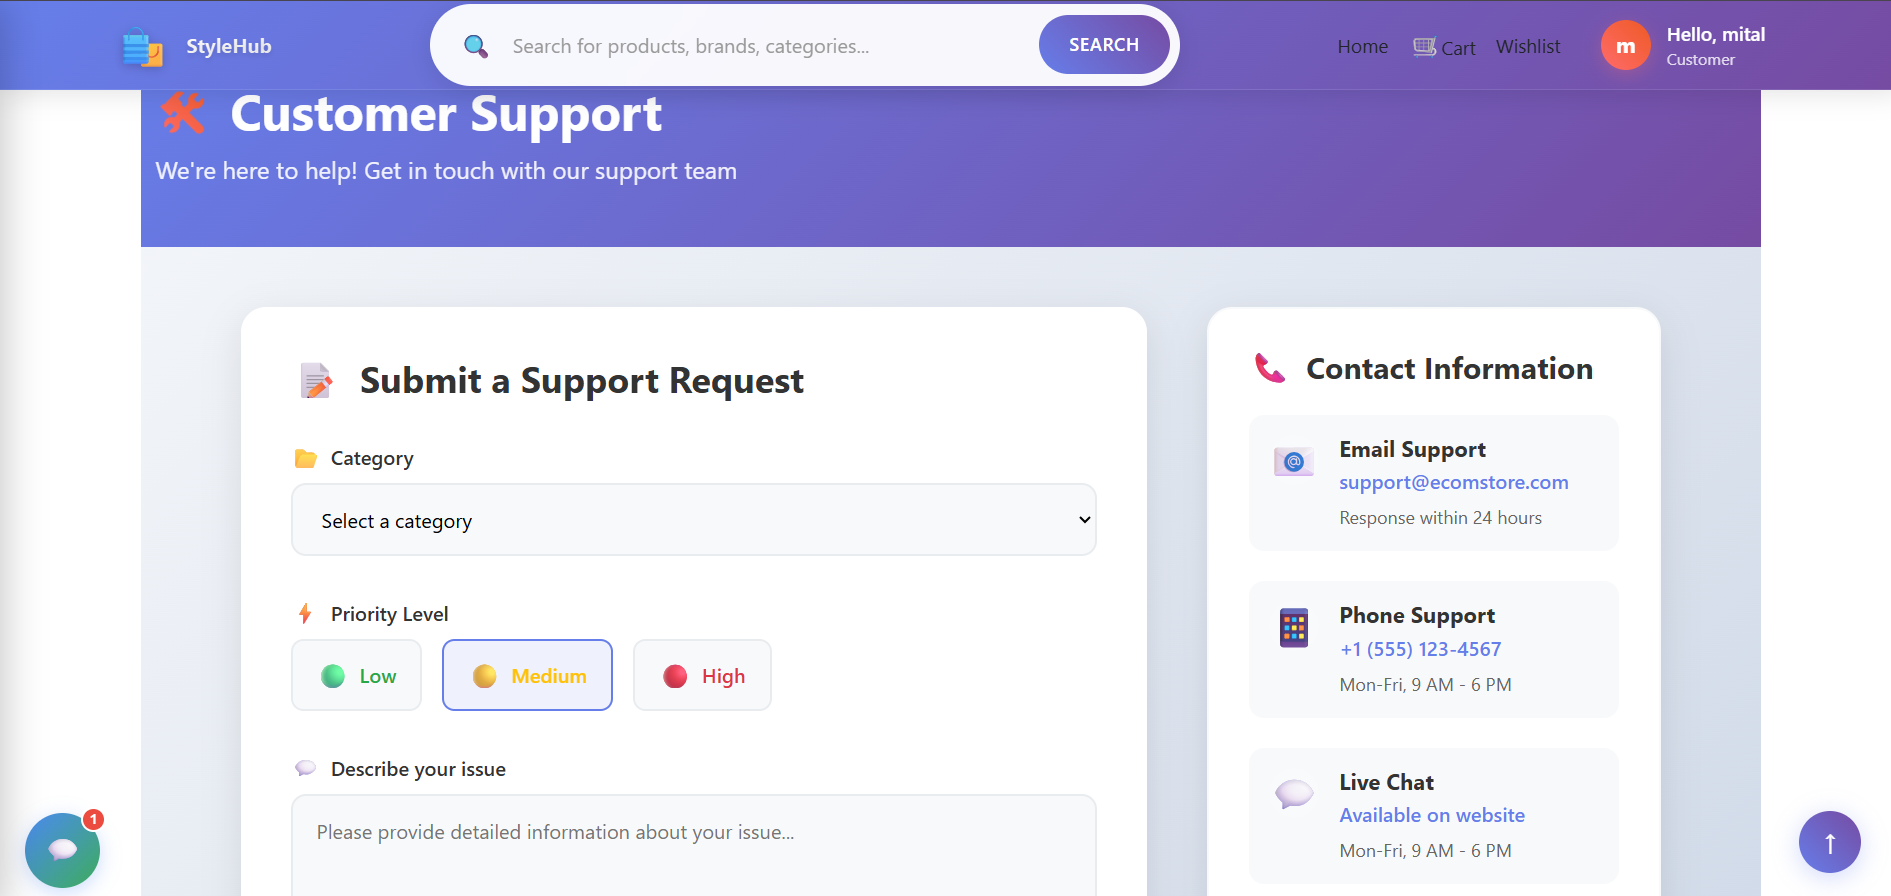 StyleHub
Search for products, brands, categories...
SEARCH
Home
Cart
Wishlist
m
Hello, mital
Customer
Customer Support
We're here to help! Get in touch with our support team
Submit a Support Request
Category
Select a category
Priority Level
Low
Medium
High
Describe your issue
Please provide detailed information about your issue...
Contact Information
Email Support
support@ecomstore.com
Response within 24 hours
Phone Support
+1 (555) 123-4567
Mon-Fri, 9 AM - 6 PM
Live Chat
Available on website
Mon-Fri, 9 AM - 6 PM
1
↑